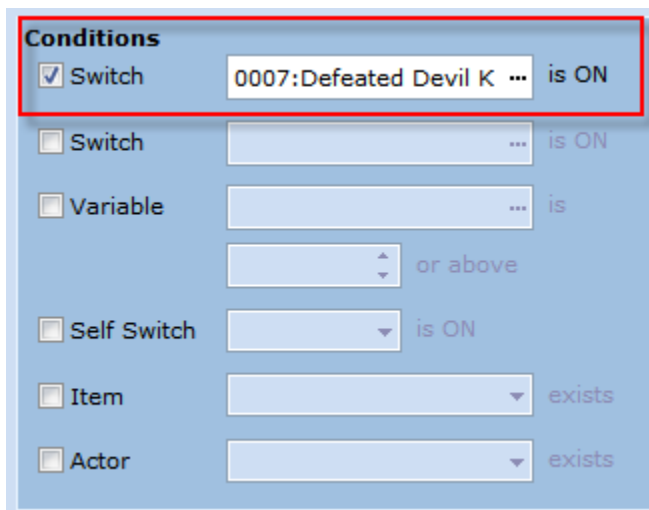 Conditions
Switch 0007:Defeated Devil K ... is ON
Switch ... is ON
Variable ... is
or above
Self Switch is ON
Item exists
Actor exists